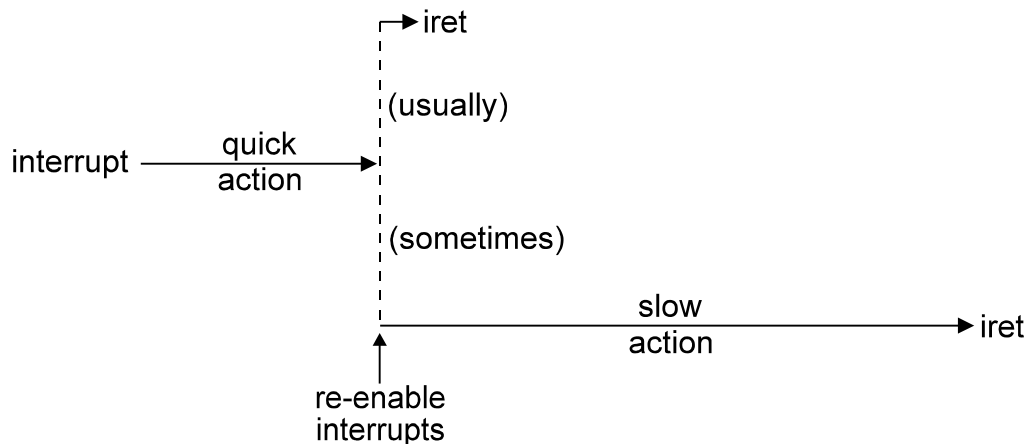 iret
(usually)
quick
interrupt
action
(sometimes)
slow
iret
action
re-enable
interrupts